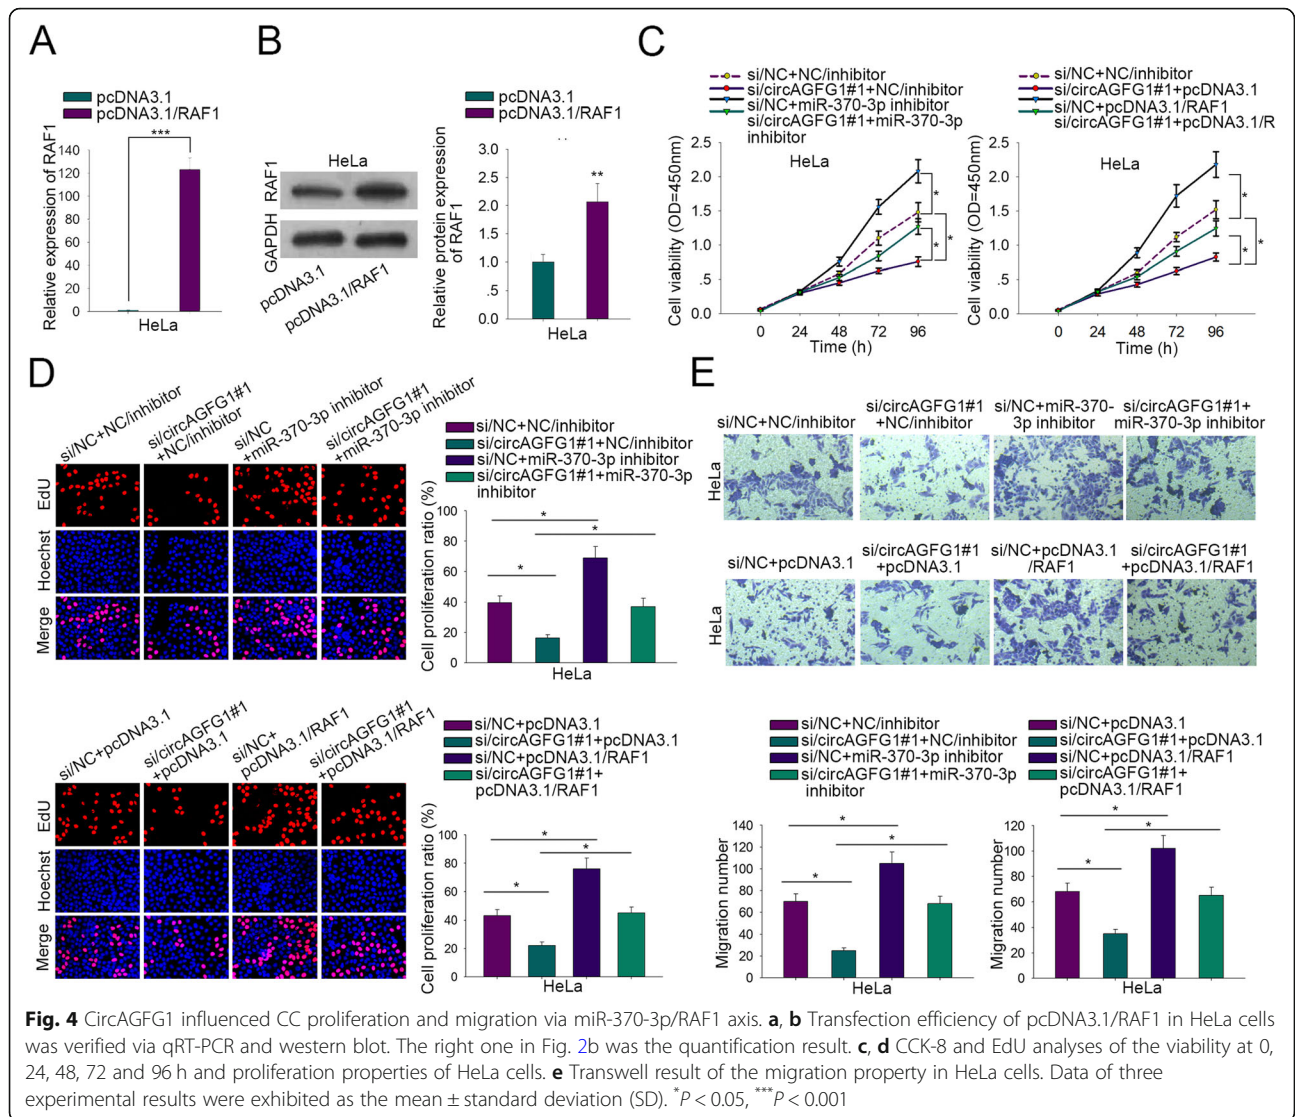 A
pcDNA3.1
pcDNA3.1/RAF1
***
Relative expression of RAF1
140
120
100
80
60
40
20
0
HeLa
B
HeLa
RAF1
GAPDH
pcDNA3.1
pcDNA3.1/RAF1
pcDNA3.1
pcDNA3.1/RAF1
Relative protein expression
of RAF1
3.0
2.5
2.0
1.5
1.0
.5
0.0
**
HeLa
C
si/NC+NC/inhibitor
si/circAGFG1#1+NC/inhibitor
si/NC+miR-370-3p inhibitor
si/circAGFG1#1+miR-370-3p
inhibitor
HeLa
Cell viability (OD=450nm)
2.5
2.0
1.5
1.0
.5
0.0
*
*
*
0 24 48 72 96
Time (h)
si/NC+NC/inhibitor
si/circAGFG1#1+pcDNA3.1
si/NC+pcDNA3.1/RAF1
si/circAGFG1#1+pcDNA3.1/R
HeLa
Cell viability (OD=450nm)
2.5
2.0
1.5
1.0
.5
0.0
*
*
*
0 24 48 72 96
Time (h)
D
si/NC+NC/inhibitor
si/circAGFG1#1
+NC/inhibitor
si/NC
+miR-370-3p inhibitor
si/circAGFG1#1
+miR-370-3p inhibitor
EdU
Hoechst
Merge
si/NC+NC/inhibitor
si/circAGFG1#1+NC/inhibitor
si/NC+miR-370-3p inhibitor
si/circAGFG1#1+miR-370-3p
inhibitor
Cell proliferation ratio (%)
100
80
60
40
20
0
*
*
*
HeLa
si/NC+pcDNA3.1
si/circAGFG1#1
+pcDNA3.1
si/NC+
pcDNA3.1/RAF1
si/circAGFG1#1
+pcDNA3.1/RAF1
EdU
Hoechst
Merge
si/NC+pcDNA3.1
si/circAGFG1#1+pcDNA3.1
si/NC+pcDNA3.1/RAF1
si/circAGFG1#1+
pcDNA3.1/RAF1
Cell proliferation ratio (%)
100
80
60
40
20
0
*
*
*
HeLa
E
si/NC+NC/inhibitor
si/circAGFG1#1
+NC/inhibitor
si/NC+miR-370-
3p inhibitor
si/circAGFG1#1+
miR-370-3p inhibitor
HeLa
si/NC+pcDNA3.1
si/circAGFG1#1
+pcDNA3.1
si/NC+pcDNA3.1
/RAF1
si/circAGFG1#1
+pcDNA3.1/RAF1
HeLa
si/NC+NC/inhibitor
si/circAGFG1#1+NC/inhibitor
si/NC+miR-370-3p inhibitor
si/circAGFG1#1+miR-370-3p
inhibitor
Migration number
140
120
100
80
60
40
20
0
*
*
*
HeLa
si/NC+pcDNA3.1
si/circAGFG1#1+pcDNA3.1
si/NC+pcDNA3.1/RAF1
si/circAGFG1#1+
pcDNA3.1/RAF1
Migration number
120
100
80
60
40
20
0
*
*
*
HeLa
Fig. 4 CircAGFG1 influenced CC proliferation and migration via miR-370-3p/RAF1 axis. a, b Transfection efficiency of pcDNA3.1/RAF1 in HeLa cells
was verified via qRT-PCR and western blot. The right one in Fig. 2b was the quantification result. c, d CCK-8 and EdU analyses of the viability at 0,
24, 48, 72 and 96 h and proliferation properties of HeLa cells. e Transwell result of the migration property in HeLa cells. Data of three
experimental results were exhibited as the mean ± standard deviation (SD). *P < 0.05, ***P < 0.001